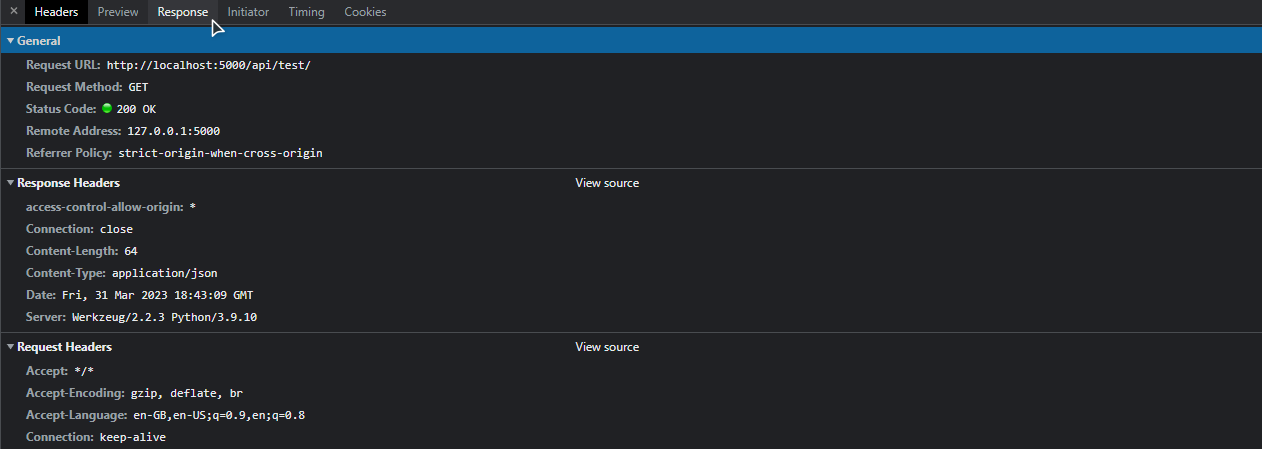 × Headers Preview Response Initiator Timing Cookies
General
Request URL: http://localhost:5000/api/test/
Request Method: GET
Status Code: 200 OK
Remote Address: 127.0.0.1:5000
Referrer Policy: strict-origin-when-cross-origin
Response Headers View source
access-control-allow-origin: *
Connection: close
Content-Length: 64
Content-Type: application/json
Date: Fri, 31 Mar 2023 18:43:09 GMT
Server: Werkzeug/2.2.3 Python/3.9.10
Request Headers View source
Accept: */*
Accept-Encoding: gzip, deflate, br
Accept-Language: en-GB,en-US;q=0.9,en;q=0.8
Connection: keep-alive